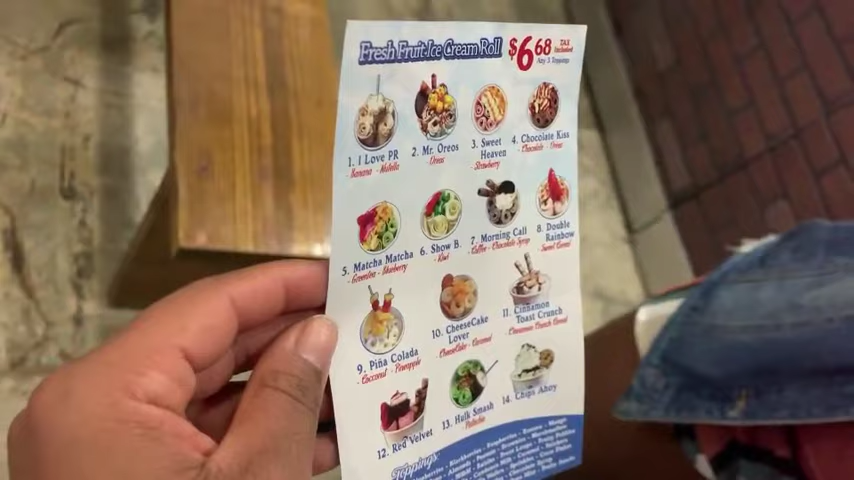 Fresh Fruit Ice Cream Roll
$6.68 TAX Included
Any 3 Toppings
1. I Love PR
- Banana - Nutella
2. Mr. Oreos
Oreos
3. Sweet Heaven
- Strawberry
4. Chocolate Kiss
- Chocolate - Oreos
5. Matcha Matcha
- Greentea - Blueberry
6. Show B.
- Kiwi
7. Morning Call
- Coffee - Chocolate Syrup
8. Double Rainbow
Sweet Cereal
9. Piña Colada
- Coconut - Pineapple
10. CheeseCake Lover
- CheeseCake - Caramel
11. Cinnamon Toast Crunch
- Cinnamon Crunch Cereal
12. Red Velvet
13. Hulk Smash
- Pistachio
14. Chips Ahoy
Toppings: